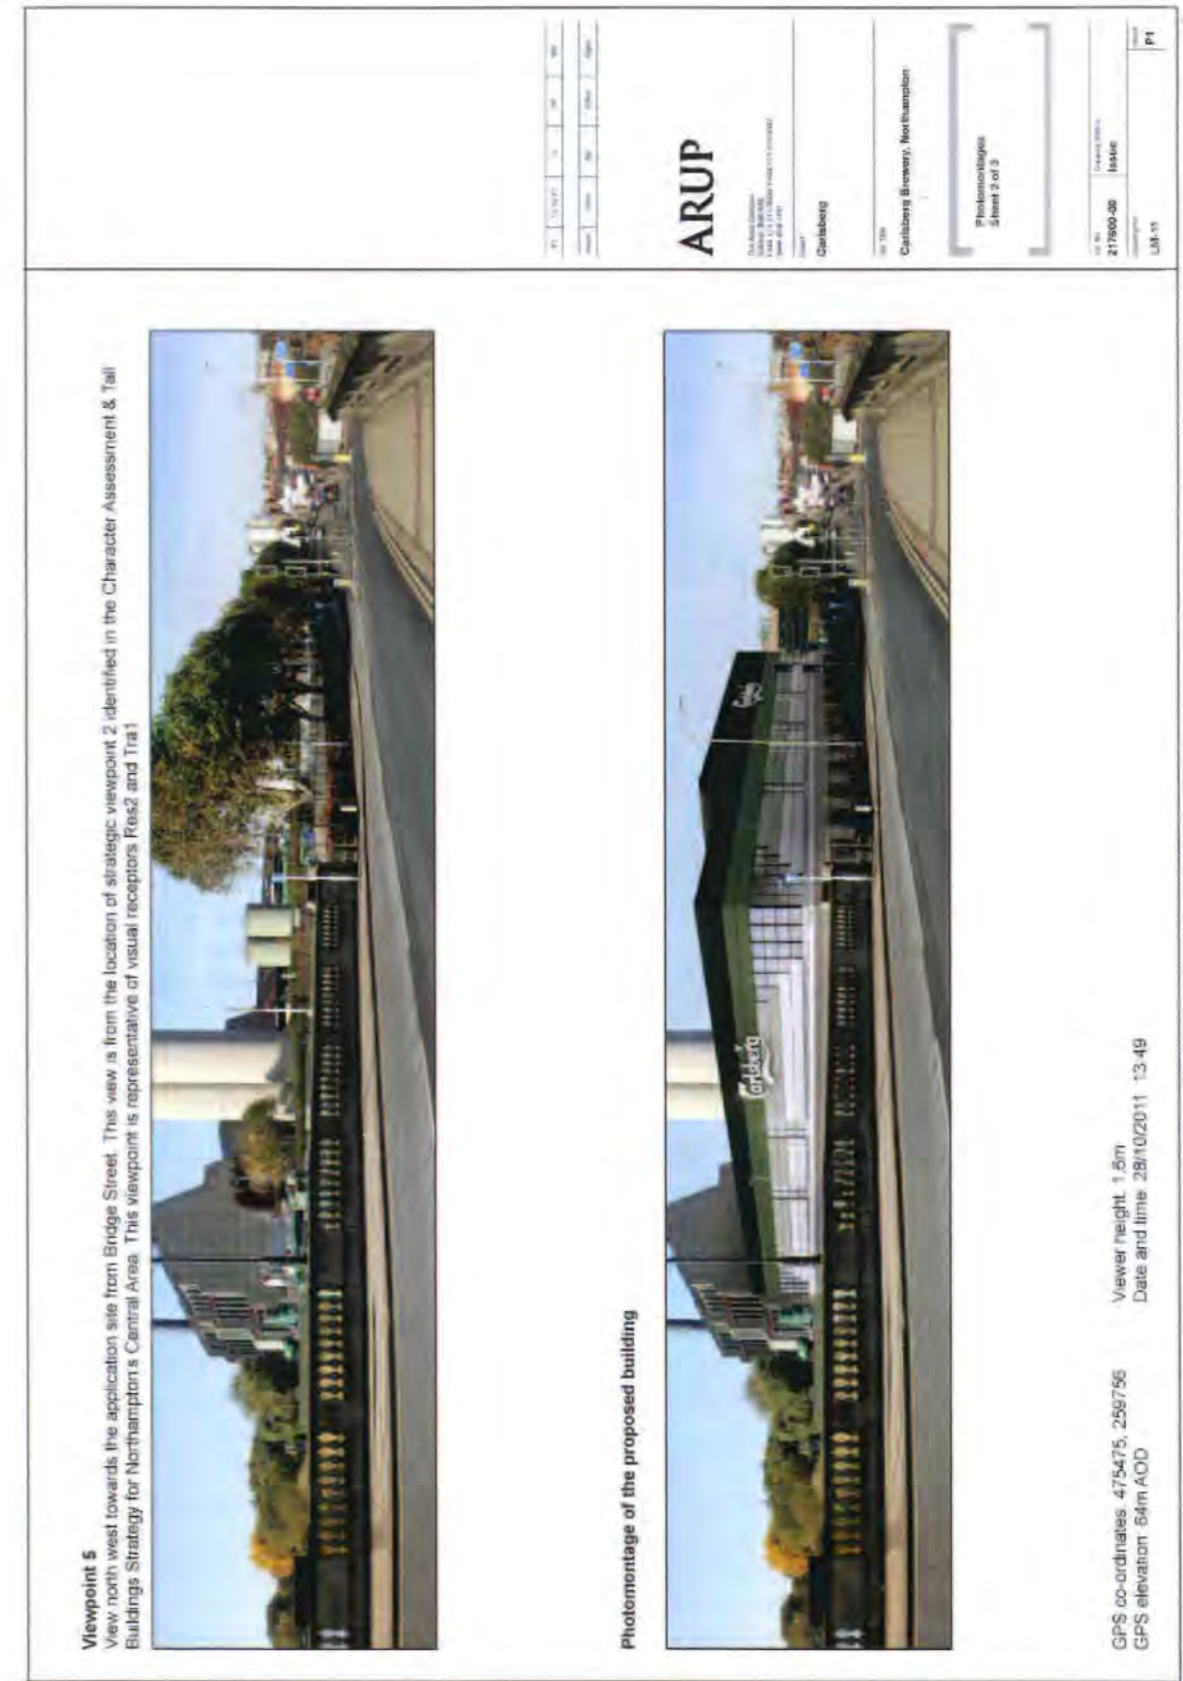 Viewpoint 5
View north west towards the application site from Bridge Street. This view is from the location of strategic viewpoint 2 identified in the Character Assessment & Tall
Buildings Strategy for Northampton's Central Area. This viewpoint is representative of visual receptors Res2 and Tra1
Photomontage of the proposed building
Carlsberg
Carlsberg
GPS co-ordinates: 475475, 259756
GPS elevation: 64m AOD
Viewer height: 1.6m
Date and time: 28/10/2011 13:49
P1
ARUP
Carlsberg
Carlsberg Brewery, Northampton
Photomontages
Sheet 2 of 3
217600-00
Issue
LM-11
P1